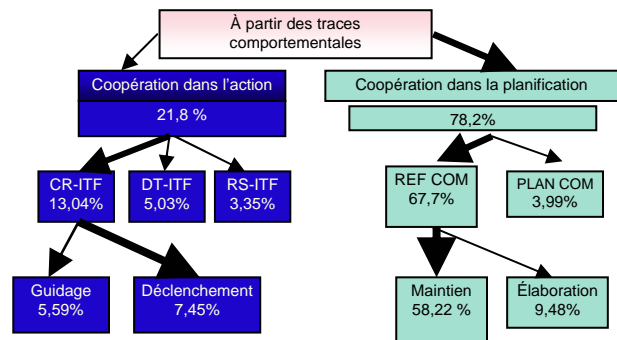 À partir des traces
comportementales
Coopération dans l'action
21,8 %
Coopération dans la planification
78,2%
CR-ITF
13,04%
DT-ITF
5,03%
RS-ITF
3,35%
REF COM
67,7%
PLAN COM
3,99%
Guidage
5,59%
Déclenchement
7,45%
Maintien
58,22 %
Élaboration
9,48%